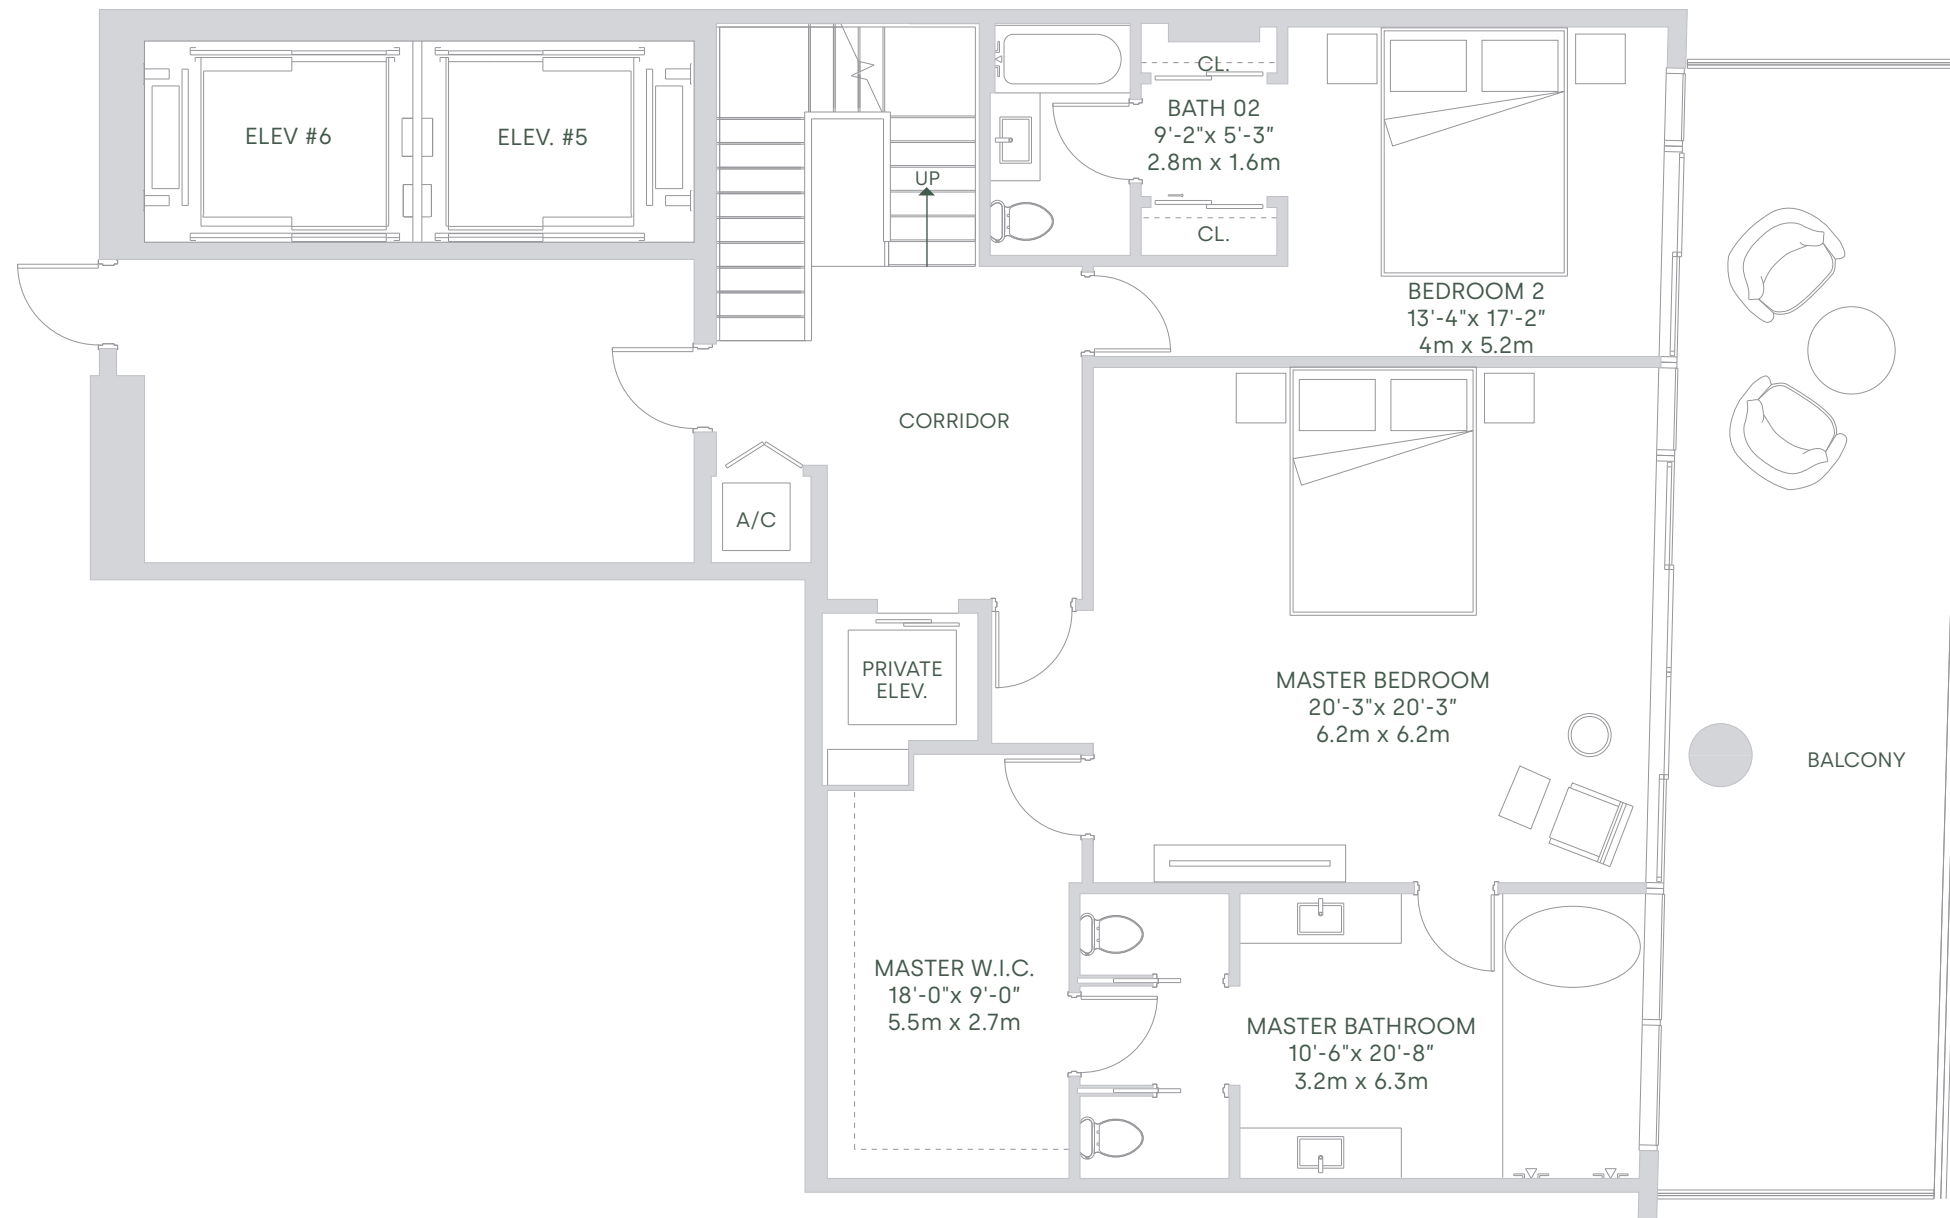 ELEV #6
ELEV. #5
UP
CL.
BATH 02
9'-2"x 5'-3"
2.8m x 1.6m
CL.
BEDROOM 2
13'-4"x 17'-2"
4m x 5.2m
CORRIDOR
A/C
PRIVATE
ELEV.
MASTER BEDROOM
20'-3"x 20'-3"
6.2m x 6.2m
BALCONY
MASTER W.I.C.
18'-0"x 9'-0"
5.5m x 2.7m
MASTER BATHROOM
10'-6"x 20'-8"
3.2m x 6.3m